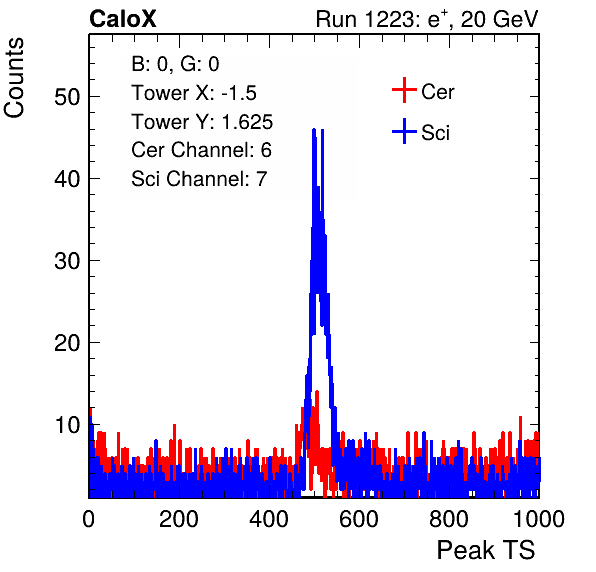 CaloX Run 1223: e⁺, 20 GeV
Counts
B: 0, G: 0
Tower X: -1.5
Tower Y: 1.625
Cer Channel: 6
Sci Channel: 7
Cer
Sci
50
40
30
20
10
0 200 400 600 800 1000
Peak TS